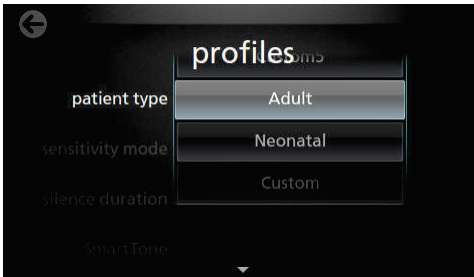 profiles
patient type
Adult
sensitivity mode
Neonatal
silence duration
Custom
SmartTone